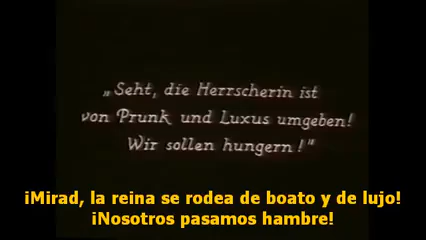 „Seht, die Herrscherin ist
von Prunk und Luxus umgeben!
Wir sollen hungern!"
¡Mirad, la reina se rodea de boato y de lujo!
¡Nosotros pasamos hambre!